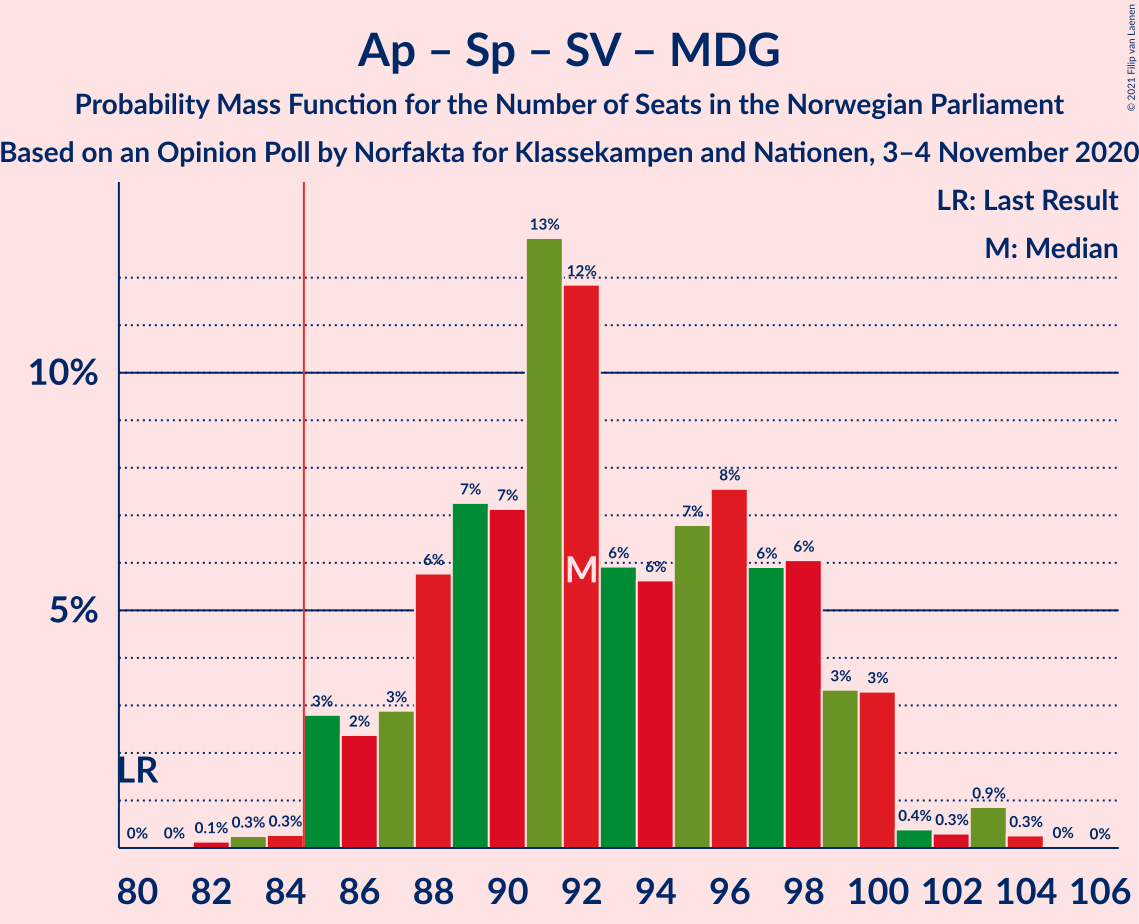 Ap – Sp – SV – MDG
Probability Mass Function for the Number of Seats in the Norwegian Parliament
Based on an Opinion Poll by Norfakta for Klassekampen and Nationen, 3–4 November 2020
© 2021 Filip van Laenen
LR: Last Result
M: Median
10%
5%
LR
M
0% 0% 0.1% 0.3% 0.3% 3% 2% 3% 6% 7% 7% 13% 12% 6% 6% 7% 8% 6% 6% 3% 3% 0.4% 0.3% 0.9% 0.3% 0% 0%
80 82 84 86 88 90 92 94 96 98 100 102 104 106